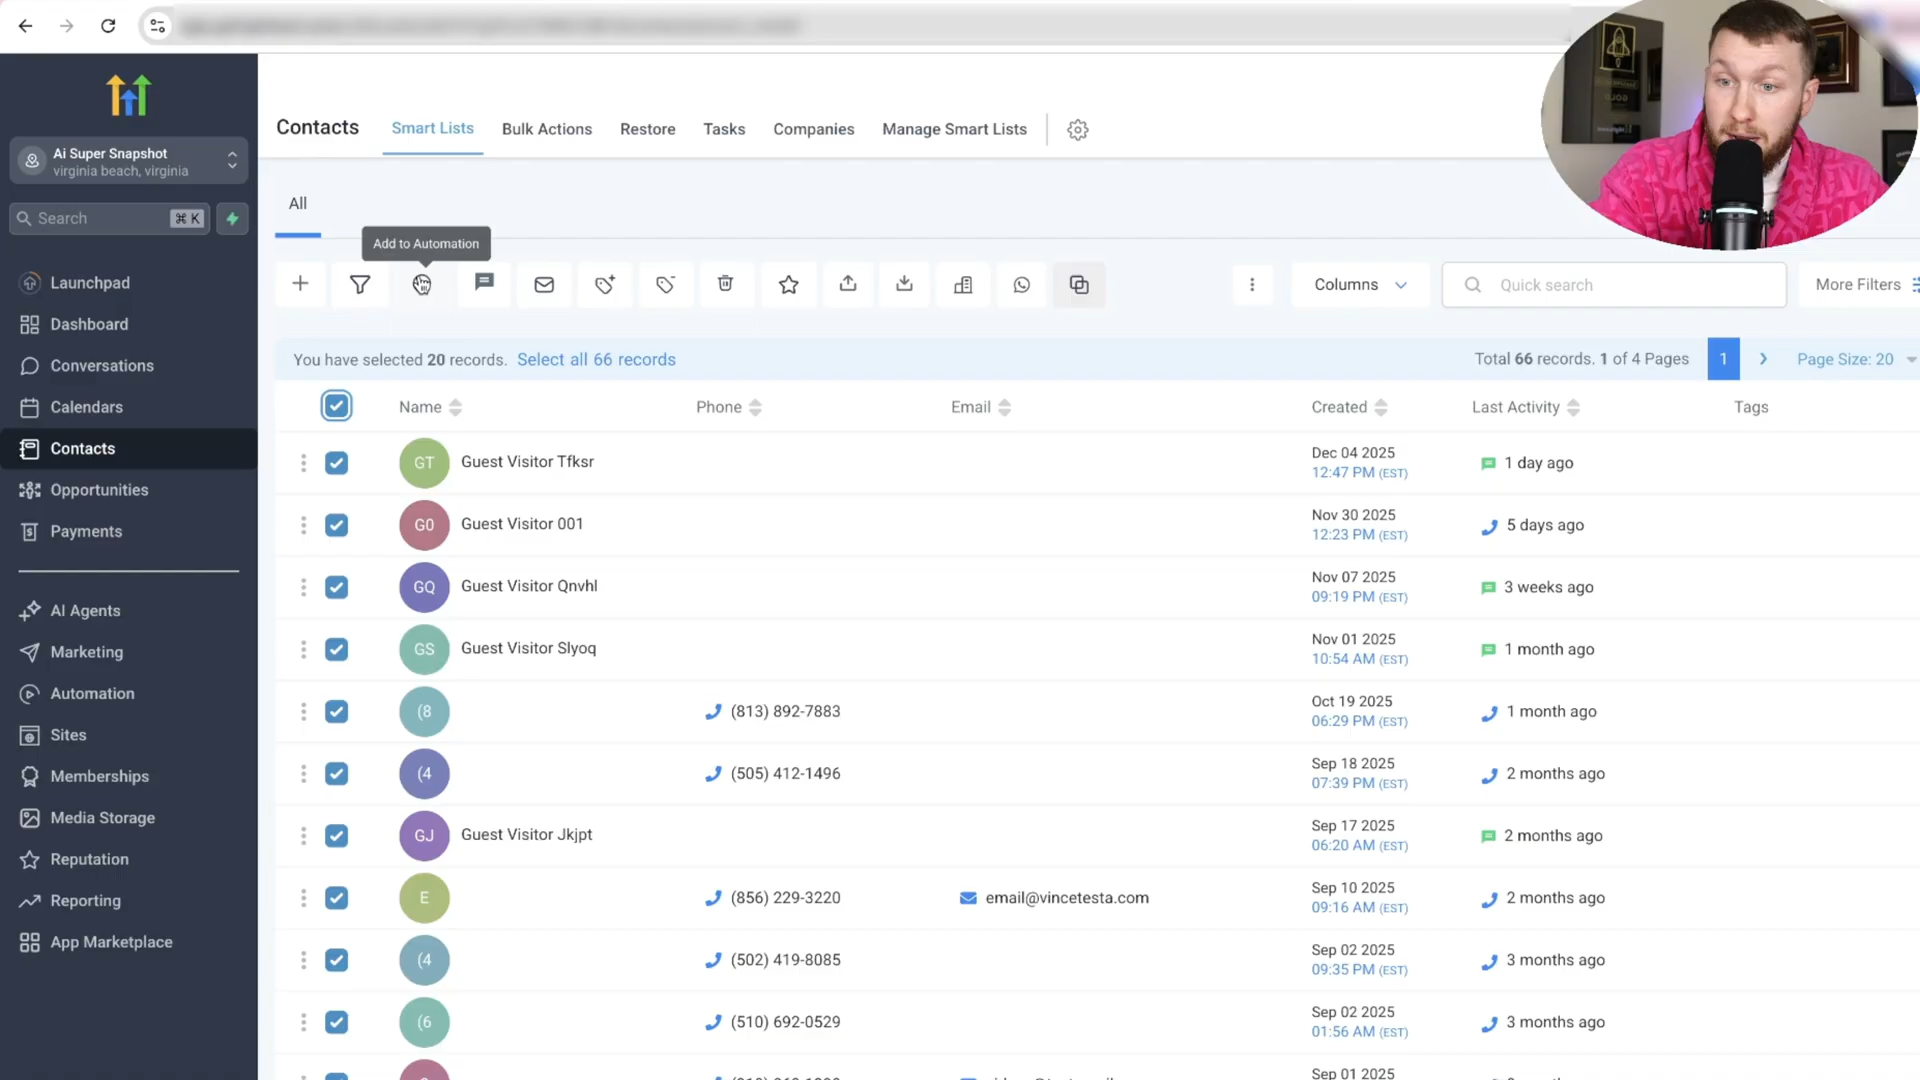 Ai Super Snapshot
virginia beach, virginia
Search
⌘ K
Launchpad
Dashboard
Conversations
Calendars
Contacts
Opportunities
Payments
AI Agents
Marketing
Automation
Sites
Memberships
Media Storage
Reputation
Reporting
App Marketplace
Contacts Smart Lists Bulk Actions Restore Tasks Companies Manage Smart Lists
All
Add to Automation
Columns Quick search More Filters
You have selected 20 records. Select all 66 records Total 66 records. 1 of 4 Pages 1 Page Size: 20
Name Phone Email Created Last Activity Tags
GT Guest Visitor Tfksr Dec 04 2025 1 day ago
12:47 PM (EST)
G0 Guest Visitor 001 Nov 30 2025 5 days ago
12:23 PM (EST)
GQ Guest Visitor Qnvhl Nov 07 2025 3 weeks ago
09:19 PM (EST)
GS Guest Visitor Slyoq Nov 01 2025 1 month ago
10:54 AM (EST)
(8 (813) 892-7883 Oct 19 2025 1 month ago
06:29 PM (EST)
(4 (505) 412-1496 Sep 18 2025 2 months ago
07:39 PM (EST)
GJ Guest Visitor Jkjpt Sep 17 2025 2 months ago
06:20 AM (EST)
E (856) 229-3220 email@vincetesta.com Sep 10 2025 2 months ago
09:16 AM (EST)
(4 (502) 419-8085 Sep 02 2025 3 months ago
09:35 PM (EST)
(6 (510) 692-0529 Sep 02 2025 3 months ago
01:56 AM (EST)
Sep 01 2025